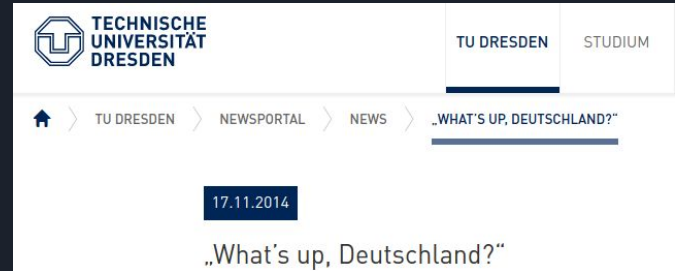 TECHNISCHE
UNIVERSITÄT
DRESDEN
TU DRESDEN
STUDIUM
TU DRESDEN
NEWSPORTAL
NEWS
„WHAT'S UP, DEUTSCHLAND?“
17.11.2014
„What's up, Deutschland?“